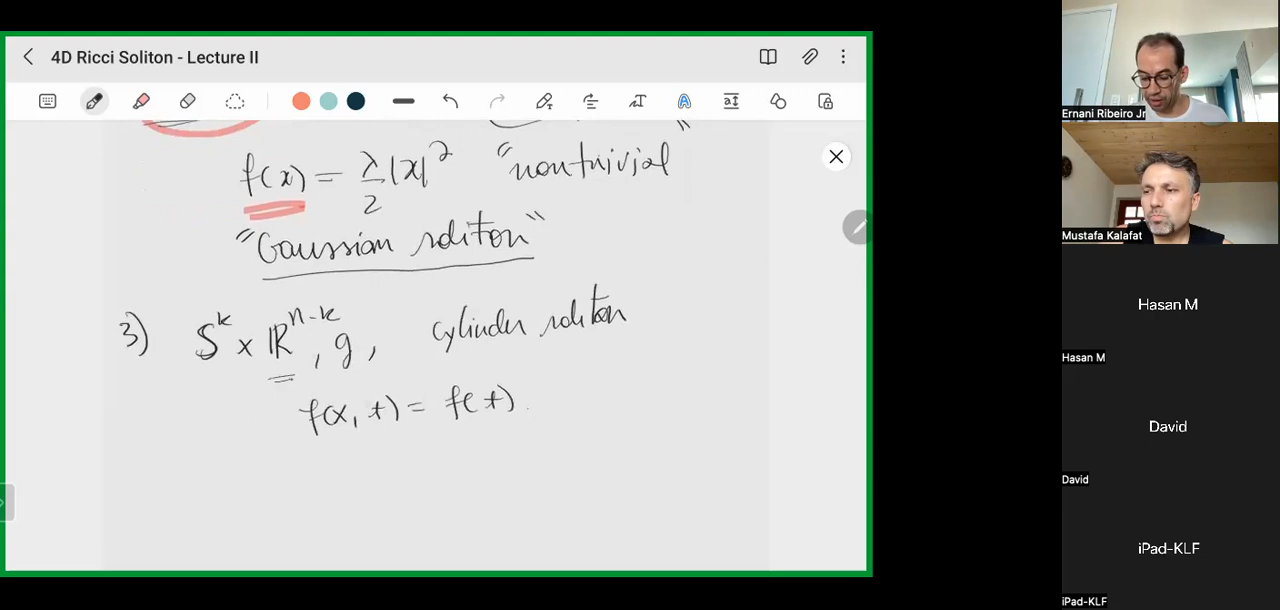 4D Ricci Soliton - Lecture II
f(x) = λ/2 |x|² "nontrivial"
"Gaussian soliton"
3) S^k × ℝ^{n-k}, g, cylinder soliton
f(x, t) = f(t).
Ernani Ribeiro Jr
Mustafa Kalafat
Hasan M
Hasan M
David
David
iPad-KLF
iPad-KLF